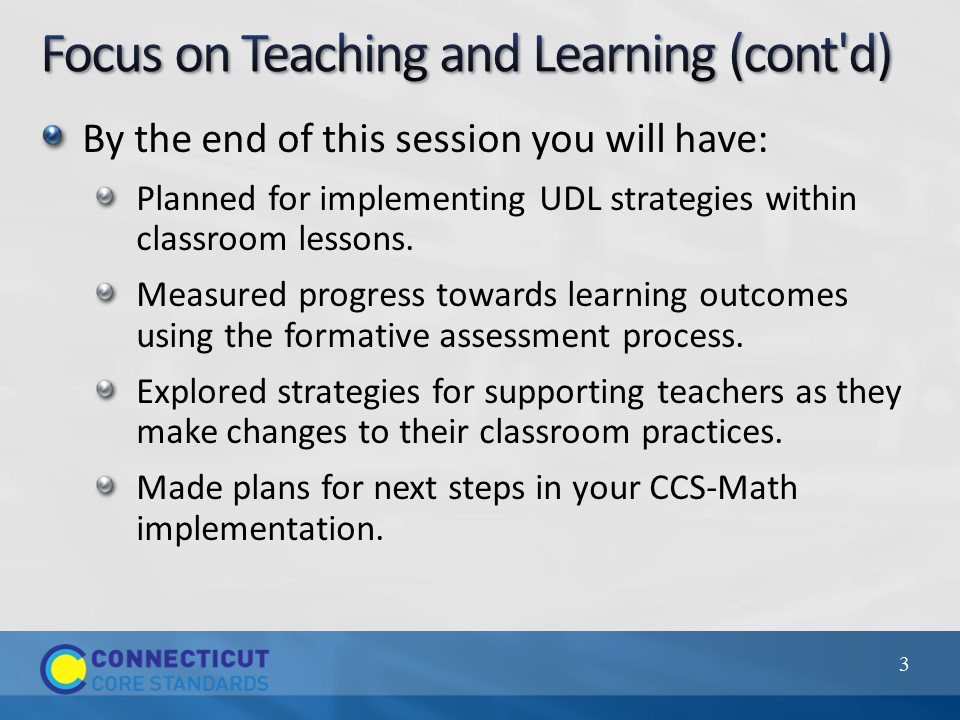 Focus on Teaching and Learning (cont'd)
By the end of this session you will have:
Planned for implementing UDL strategies within
classroom lessons.
Measured progress towards learning outcomes
using the formative assessment process.
Explored strategies for supporting teachers as they
make changes to their classroom practices.
Made plans for next steps in your CCS-Math
implementation.
CONNECTICUT
CORE STANDARDS
3